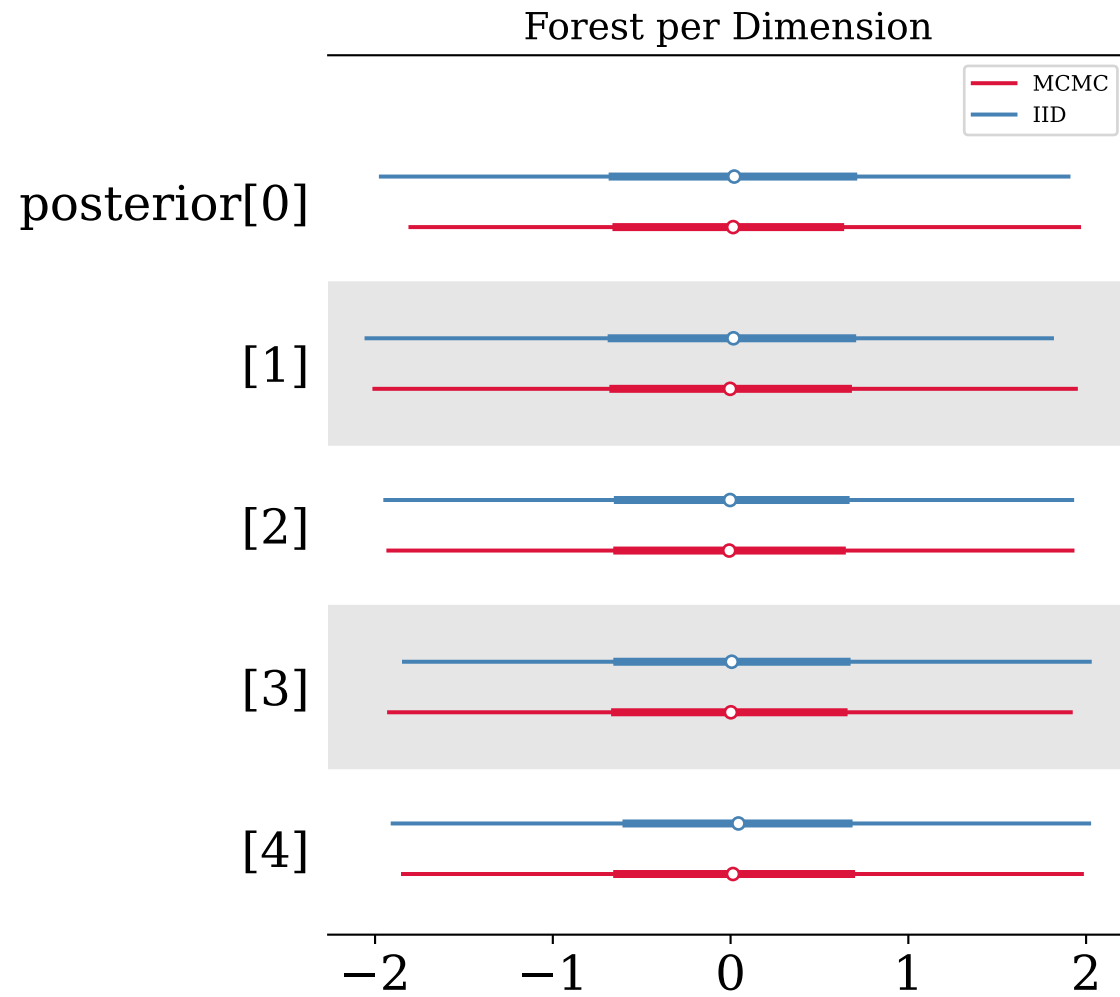 Forest per Dimension
MCMC
IID
posterior[0]
[1]
[2]
[3]
[4]
−2 −1 0 1 2